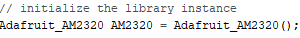 // initialize the library instance
Adafruit_AM2320 AM2320 = Adafruit_AM2320();